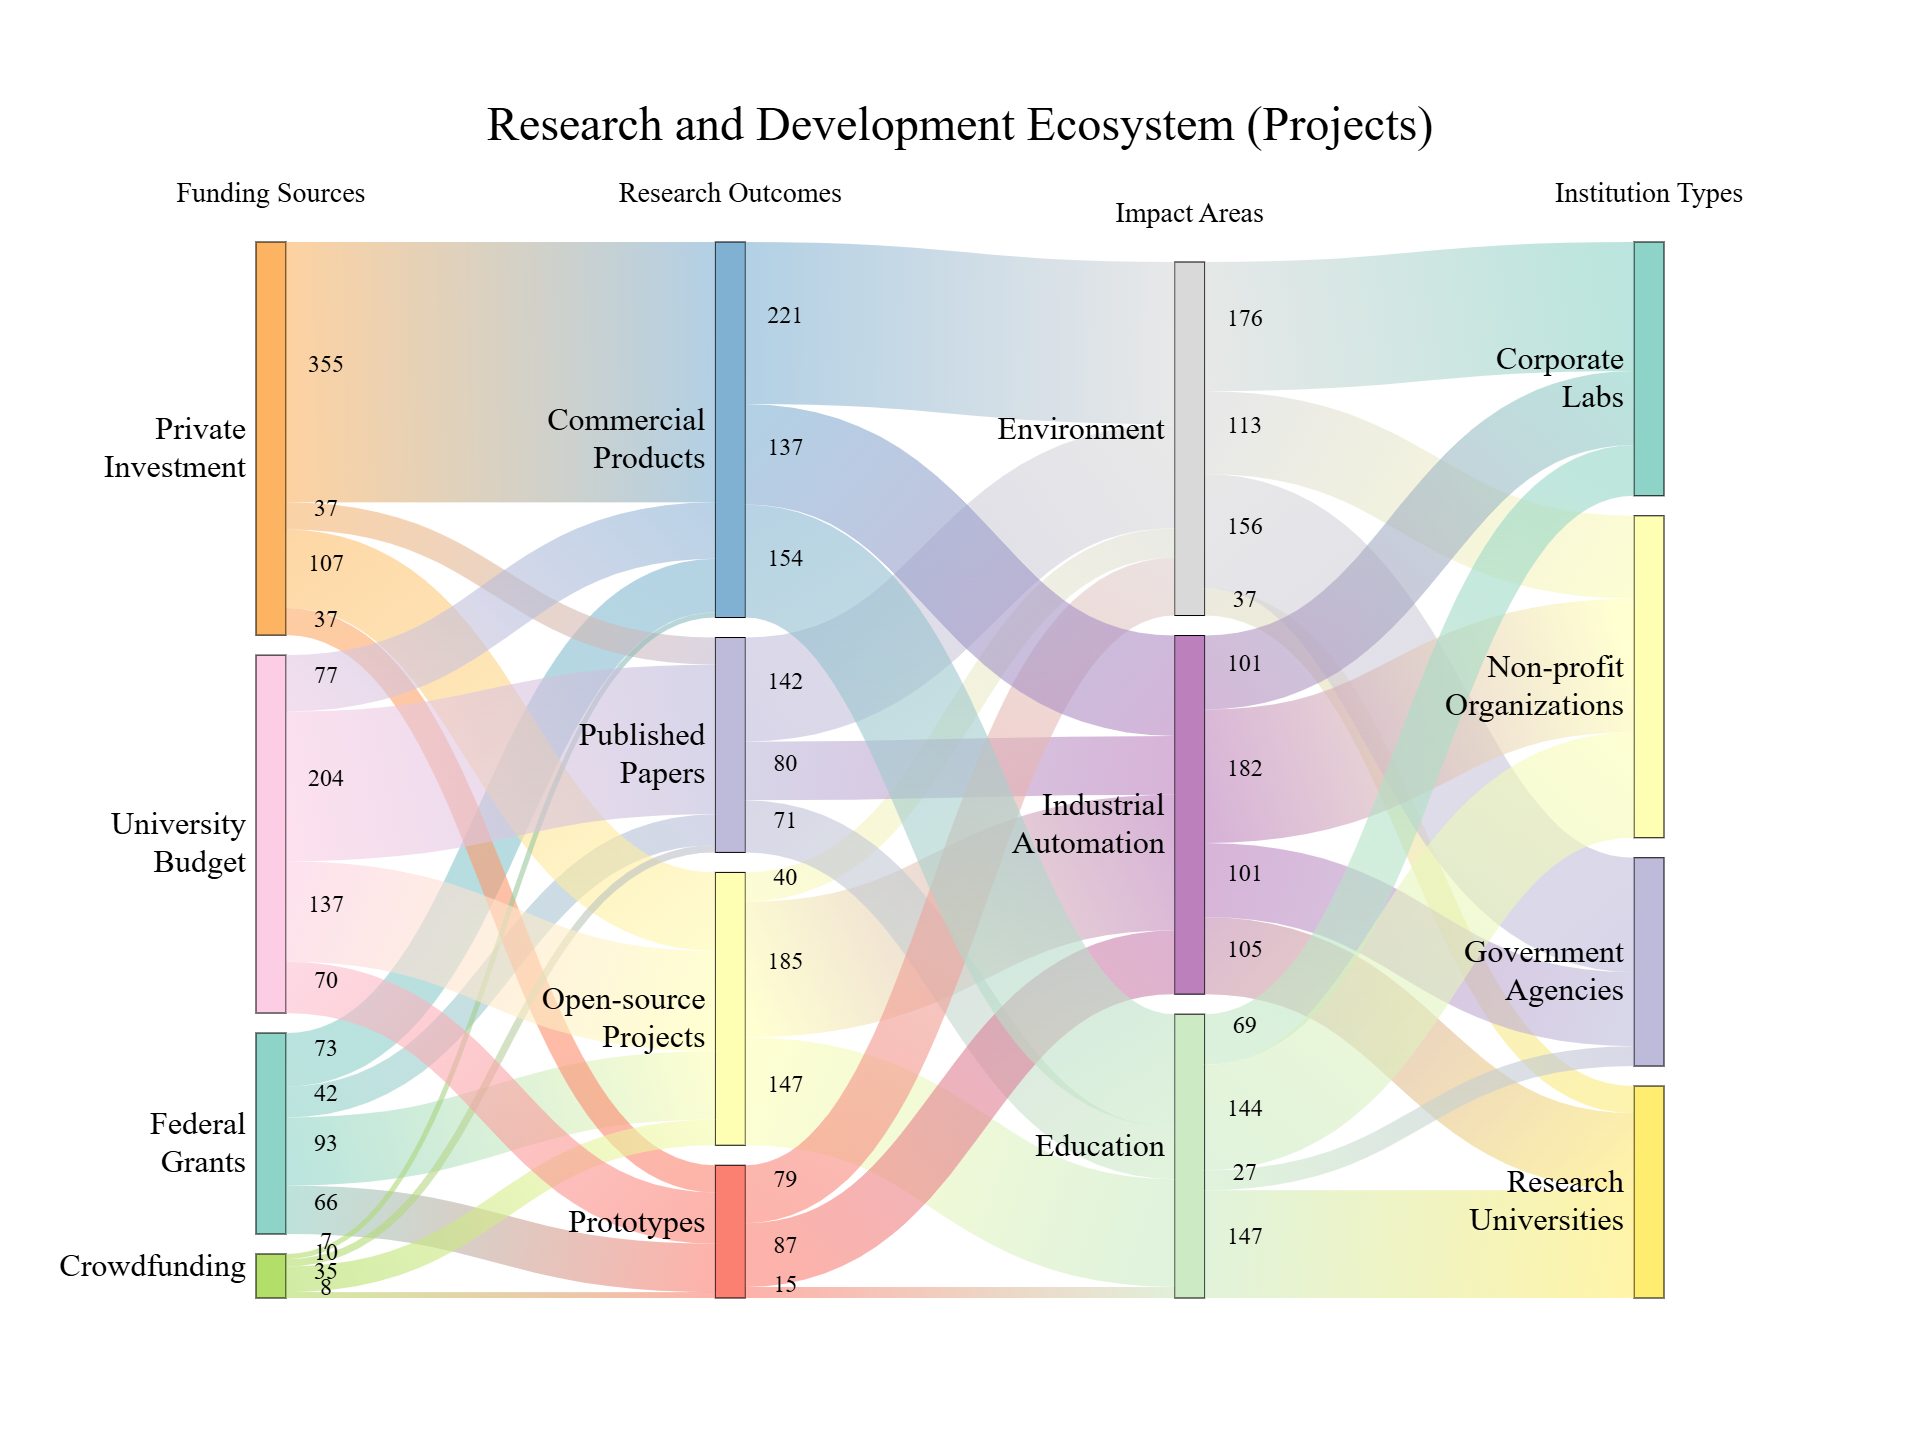 Research and Development Ecosystem (Projects)
Funding Sources
Research Outcomes
Impact Areas
Institution Types
Private
Investment
University
Budget
Federal
Grants
Crowdfunding
355
37
107
37
77
204
137
70
73
42
93
66
7
10
35
8
Commercial
Products
Published
Papers
Open-source
Projects
Prototypes
221
137
154
142
80
71
40
185
147
79
87
15
Environment
Industrial
Automation
Education
176
113
156
37
101
182
101
105
69
144
27
147
Corporate
Labs
Non-profit
Organizations
Government
Agencies
Research
Universities